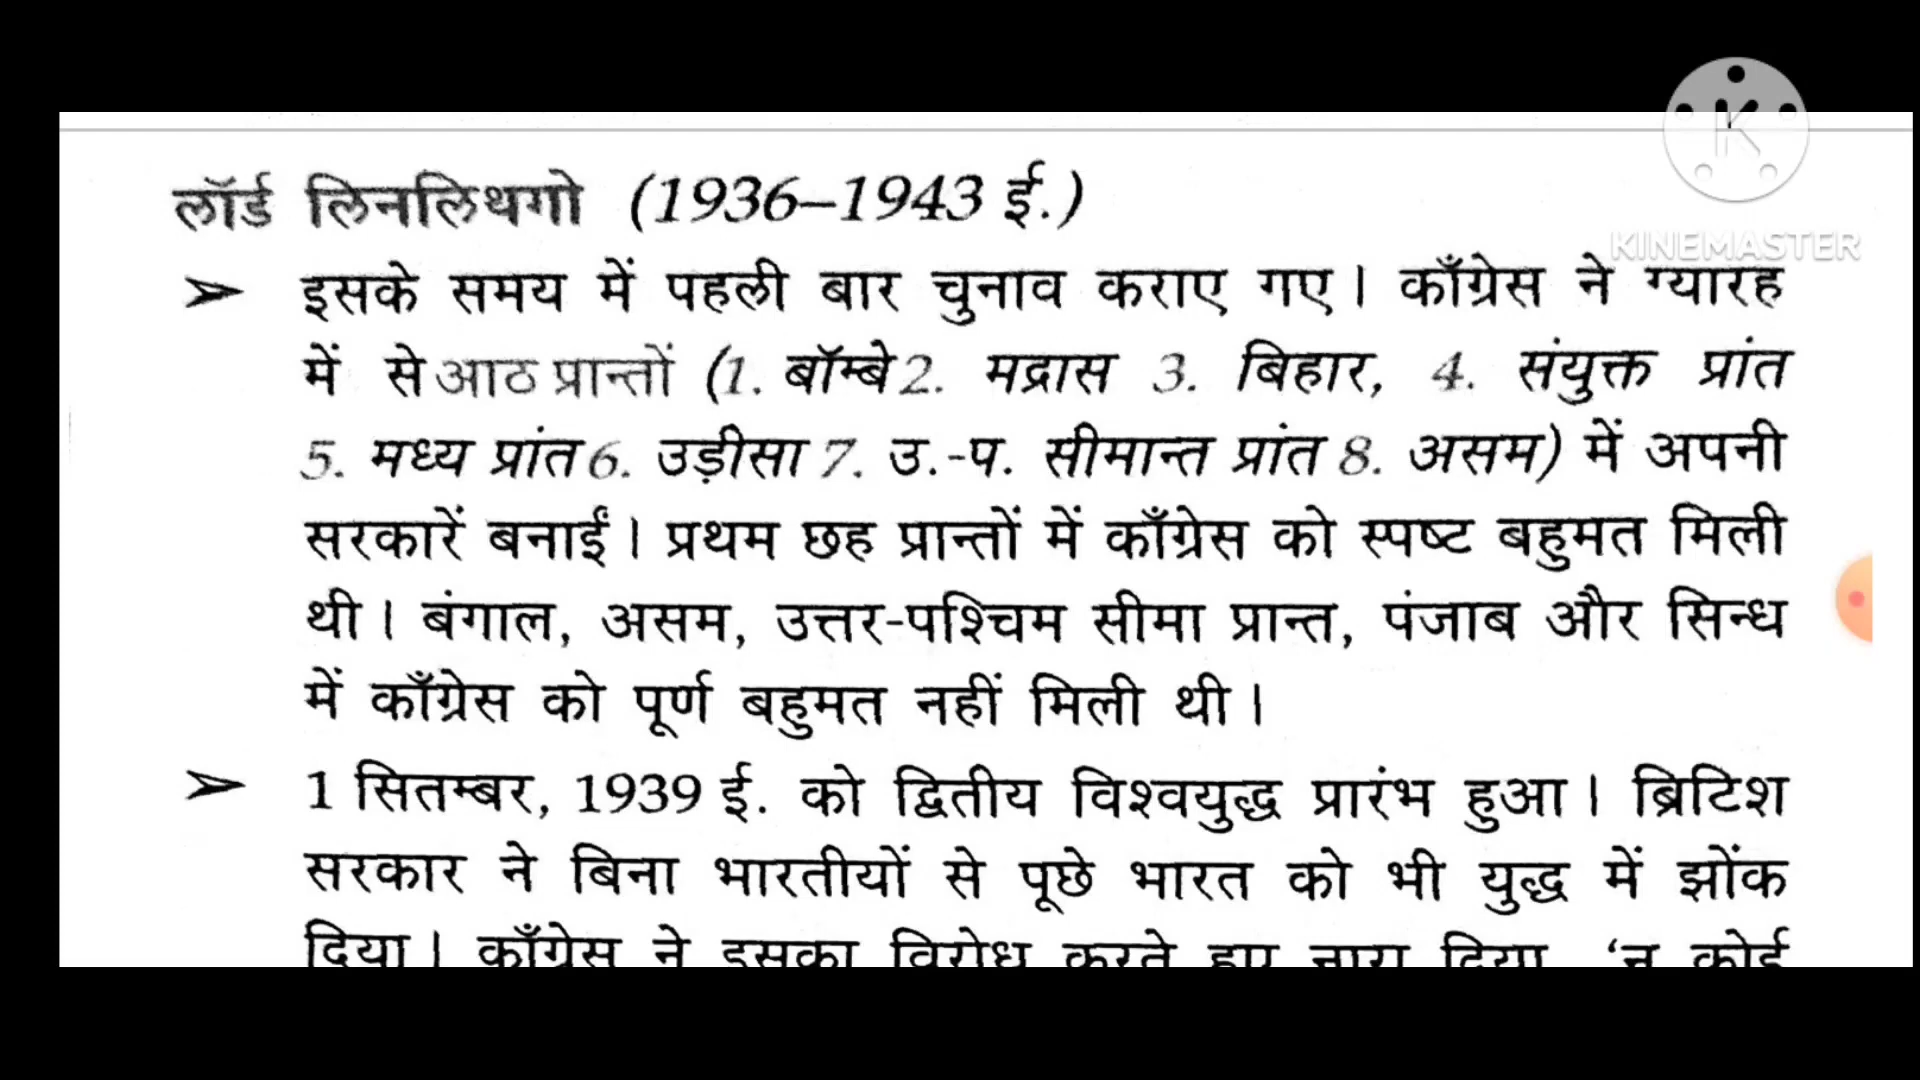 लॉर्ड लिनलिथगो (1936–1943 ई.)
KINEMASTER
➢ इसके समय में पहली बार चुनाव कराए गए। काँग्रेस ने ग्यारह
में से आठ प्रान्तों (1. बॉम्बे 2. मद्रास 3. बिहार, 4. संयुक्त प्रांत
5. मध्य प्रांत 6. उड़ीसा 7. उ.-प. सीमान्त प्रांत 8. असम) में अपनी
सरकारें बनाईं। प्रथम छह प्रान्तों में काँग्रेस को स्पष्ट बहुमत मिली
थी। बंगाल, असम, उत्तर-पश्चिम सीमा प्रान्त, पंजाब और सिन्ध
में काँग्रेस को पूर्ण बहुमत नहीं मिली थी।
➢ 1 सितम्बर, 1939 ई. को द्वितीय विश्वयुद्ध प्रारंभ हुआ। ब्रिटिश
सरकार ने बिना भारतीयों से पूछे भारत को भी युद्ध में झोंक
दिया। काँग्रेस ने इसका विरोध करते हुए नारा दिया 'न कोई